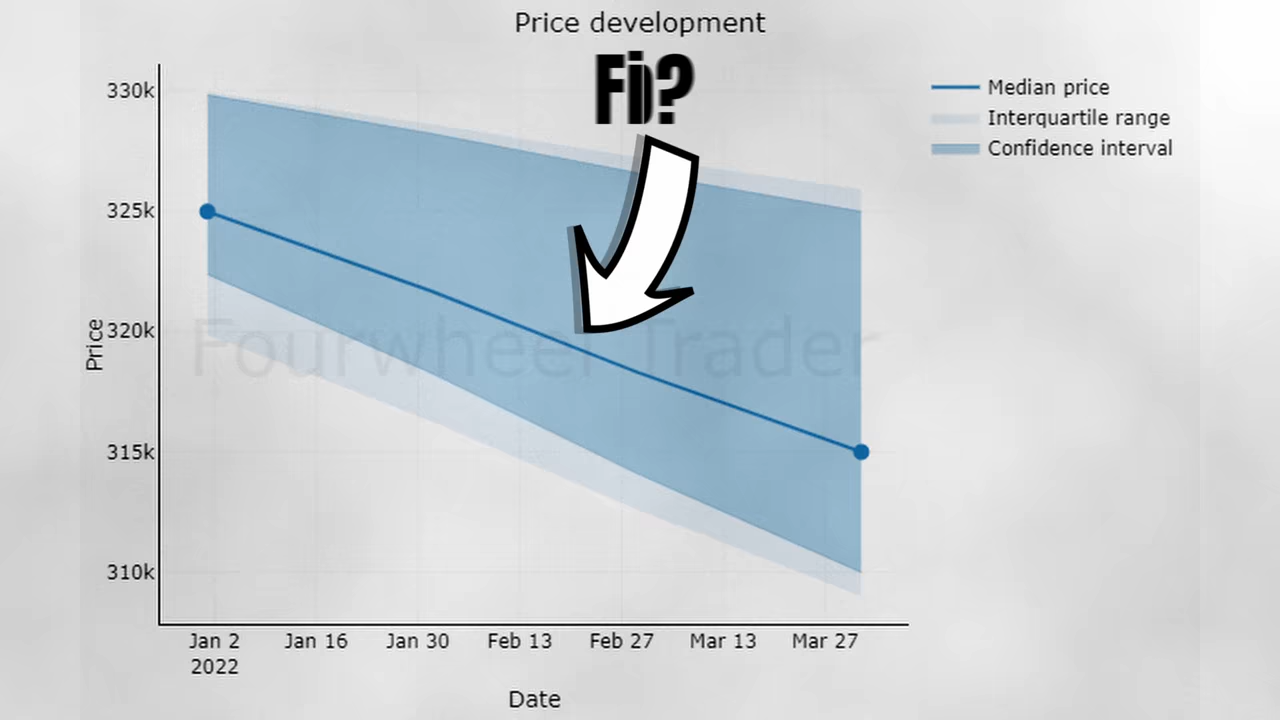 Price development
Median price
Interquartile range
Confidence interval
330k
325k
320k
315k
310k
Price
Fourwheel Trader
Jan 2
2022
Jan 16
Jan 30
Feb 13
Feb 27
Mar 13
Mar 27
Date